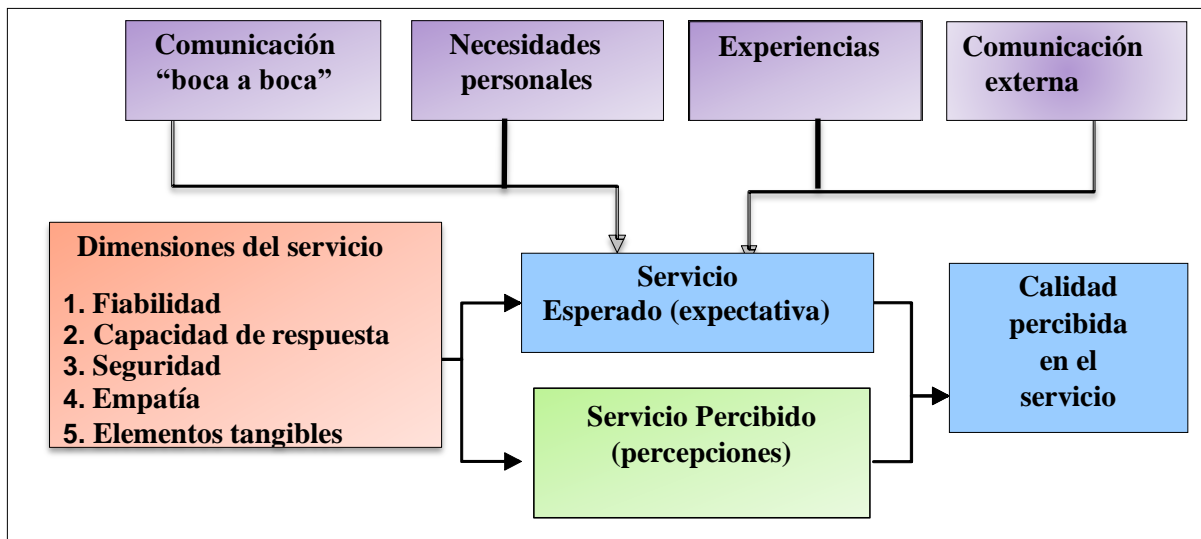 Comunicación
“boca a boca”
Necesidades
personales
Experiencias
Comunicación
externa
Dimensiones del servicio
1. Fiabilidad
2. Capacidad de respuesta
3. Seguridad
4. Empatía
5. Elementos tangibles
Servicio
Esperado (expectativa)
Servicio Percibido
(percepciones)
Calidad
percibida
en el
servicio